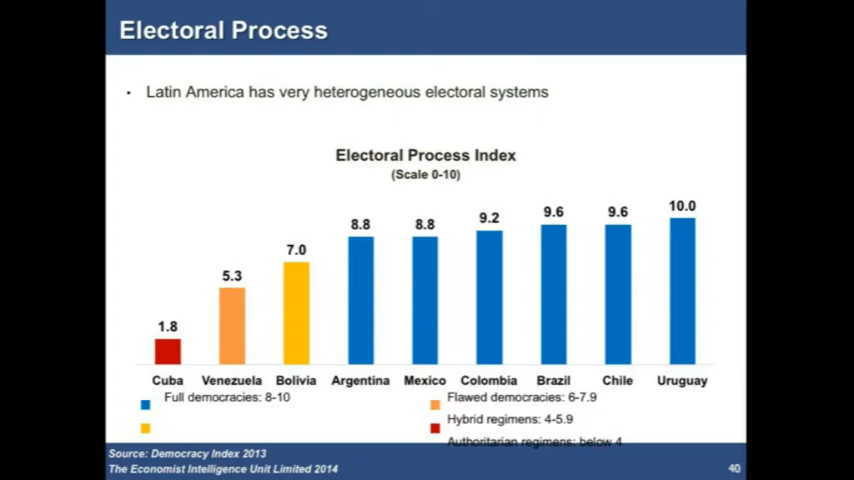 Electoral Process
• Latin America has very heterogeneous electoral systems
Electoral Process Index
(Scale 0-10)
1.8 5.3 7.0 8.8 8.8 9.2 9.6 9.6 10.0
Cuba Venezuela Bolivia Argentina Mexico Colombia Brazil Chile Uruguay
Full democracies: 8-10
Flawed democracies: 6-7.9
Hybrid regimens: 4-5.9
Authoritarian regimens: below 4
Source: Democracy Index 2013
The Economist Intelligence Unit Limited 2014
40